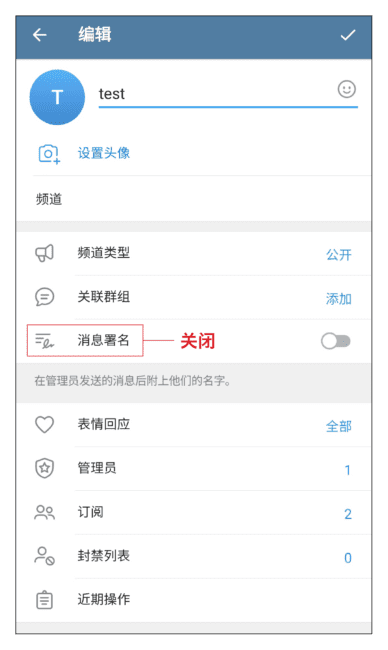 编辑
T
test
设置头像
频道
频道类型 公开
关联群组 添加
消息署名 关闭
在管理员发送的消息后附上他们的名字。
表情回应 全部
管理员 1
订阅 2
封禁列表 0
近期操作